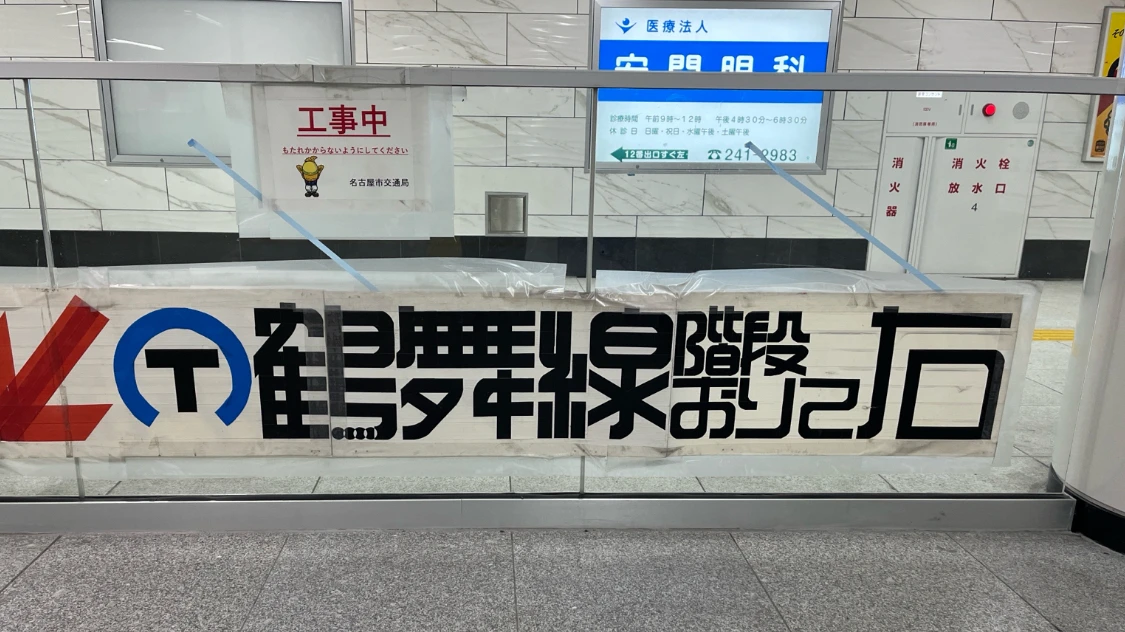 医療法人
安間眼科
診療時間 午前9時〜12時 午後4時30分〜6時30分
休診日 日曜・祝日・水曜午後・土曜午後
12番出口すぐ左 ☎241-2983
工事中
もたれかからないようにしてください
名古屋市交通局
消火器
消火栓
放水口
4
T 鶴舞線 階段おりて右